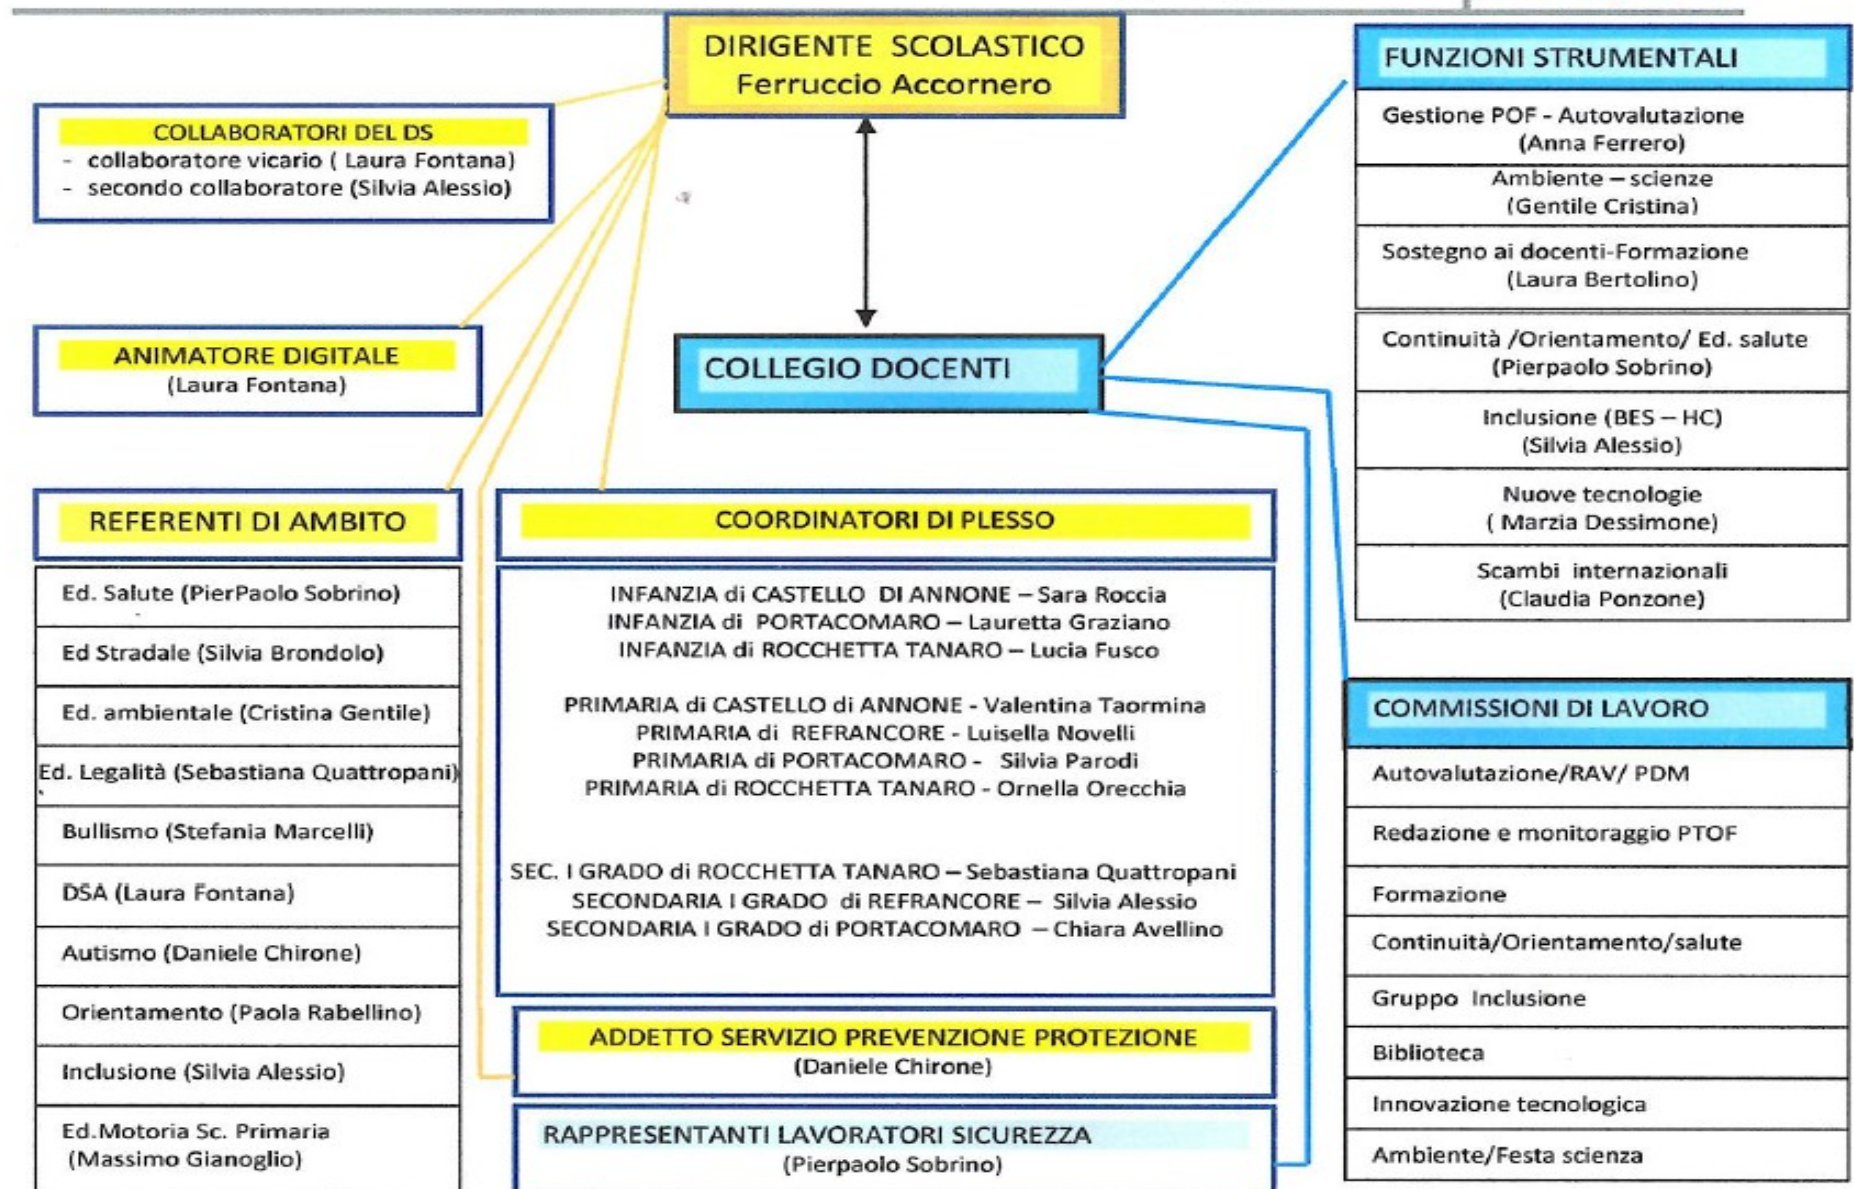 DIRIGENTE SCOLASTICO
Ferruccio Accornero
COLLABORATORI DEL DS
- collaboratore vicario ( Laura Fontana)
- secondo collaboratore (Silvia Alessio)
ANIMATORE DIGITALE
(Laura Fontana)
COLLEGIO DOCENTI
FUNZIONI STRUMENTALI
Gestione POF - Autovalutazione
(Anna Ferrero)
Ambiente – scienze
(Gentile Cristina)
Sostegno ai docenti-Formazione
(Laura Bertolino)
Continuità /Orientamento/ Ed. salute
(Pierpaolo Sobrino)
Inclusione (BES – HC)
(Silvia Alessio)
Nuove tecnologie
( Marzia Dessimone)
Scambi internazionali
(Claudia Ponzone)
REFERENTI DI AMBITO
Ed. Salute (PierPaolo Sobrino)
Ed Stradale (Silvia Brondolo)
Ed. ambientale (Cristina Gentile)
Ed. Legalità (Sebastiana Quattropani)
Bullismo (Stefania Marcelli)
DSA (Laura Fontana)
Autismo (Daniele Chirone)
Orientamento (Paola Rabellino)
Inclusione (Silvia Alessio)
Ed.Motoria Sc. Primaria
(Massimo Gianoglio)
COORDINATORI DI PLESSO
INFANZIA di CASTELLO DI ANNONE – Sara Roccia
INFANZIA di PORTACOMARO – Lauretta Graziano
INFANZIA di ROCCHETTA TANARO – Lucia Fusco
PRIMARIA di CASTELLO di ANNONE - Valentina Taormina
PRIMARIA di REFRANCORE - Luisella Novelli
PRIMARIA di PORTACOMARO - Silvia Parodi
PRIMARIA di ROCCHETTA TANARO - Ornella Orecchia
SEC. I GRADO di ROCCHETTA TANARO – Sebastiana Quattropani
SECONDARIA I GRADO di REFRANCORE – Silvia Alessio
SECONDARIA I GRADO di PORTACOMARO – Chiara Avellino
ADDETTO SERVIZIO PREVENZIONE PROTEZIONE
(Daniele Chirone)
RAPPRESENTANTI LAVORATORI SICUREZZA
(Pierpaolo Sobrino)
COMMISSIONI DI LAVORO
Autovalutazione/RAV/ PDM
Redazione e monitoraggio PTOF
Formazione
Continuità/Orientamento/salute
Gruppo Inclusione
Biblioteca
Innovazione tecnologica
Ambiente/Festa scienza